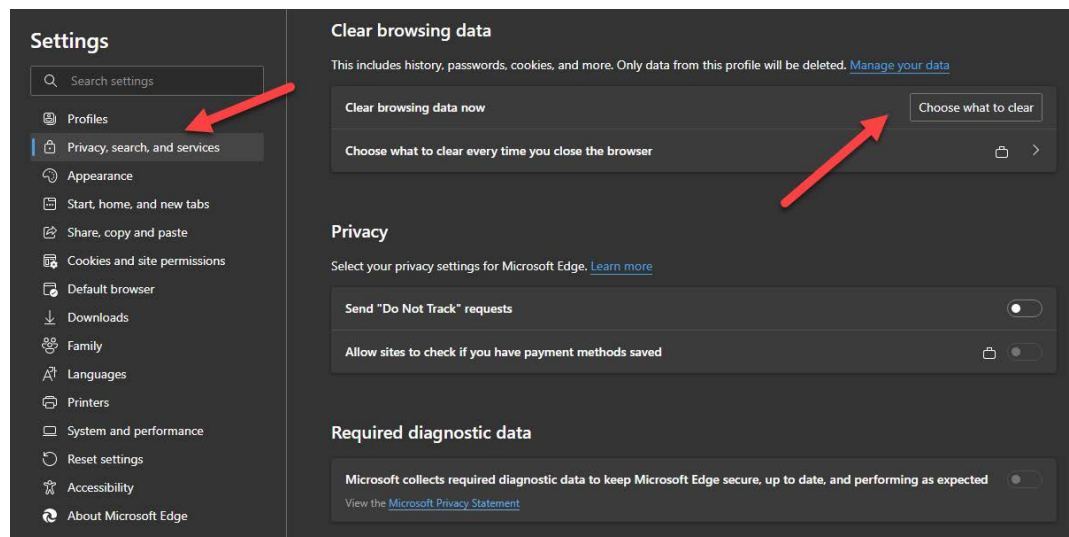 Settings
Search settings
Profiles
Privacy, search, and services
Appearance
Start, home, and new tabs
Share, copy and paste
Cookies and site permissions
Default browser
Downloads
Family
Languages
Printers
System and performance
Reset settings
Accessibility
About Microsoft Edge
Clear browsing data
This includes history, passwords, cookies, and more. Only data from this profile will be deleted. Manage your data
Clear browsing data now
Choose what to clear
Choose what to clear every time you close the browser
Privacy
Select your privacy settings for Microsoft Edge. Learn more
Send "Do Not Track" requests
Allow sites to check if you have payment methods saved
Required diagnostic data
Microsoft collects required diagnostic data to keep Microsoft Edge secure, up to date, and performing as expected
View the Microsoft Privacy Statement